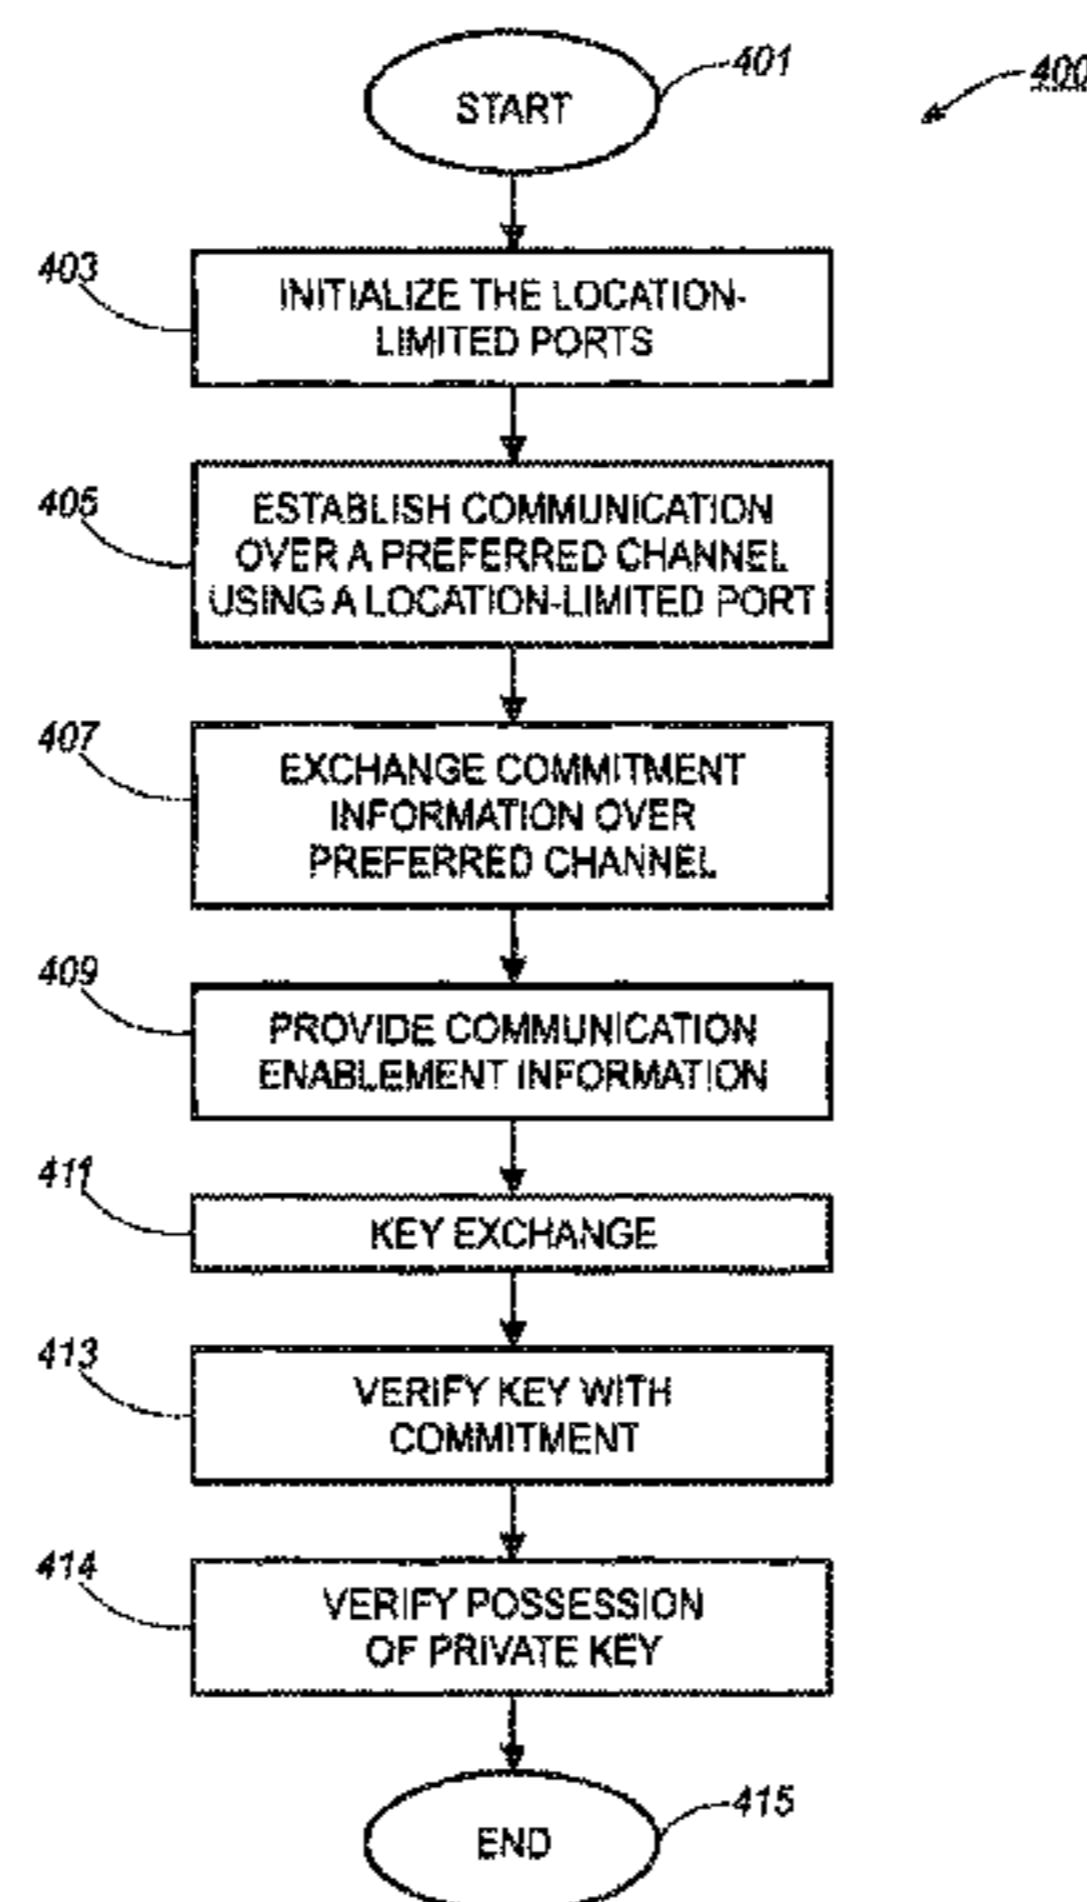 START
401
400
403
INITIALIZE THE LOCATION-
LIMITED PORTS
405
ESTABLISH COMMUNICATION
OVER A PREFERRED CHANNEL
USING A LOCATION-LIMITED PORT
407
EXCHANGE COMMITMENT
INFORMATION OVER
PREFERRED CHANNEL
409
PROVIDE COMMUNICATION
ENABLEMENT INFORMATION
411
KEY EXCHANGE
413
VERIFY KEY WITH
COMMITMENT
414
VERIFY POSSESSION
OF PRIVATE KEY
END
415